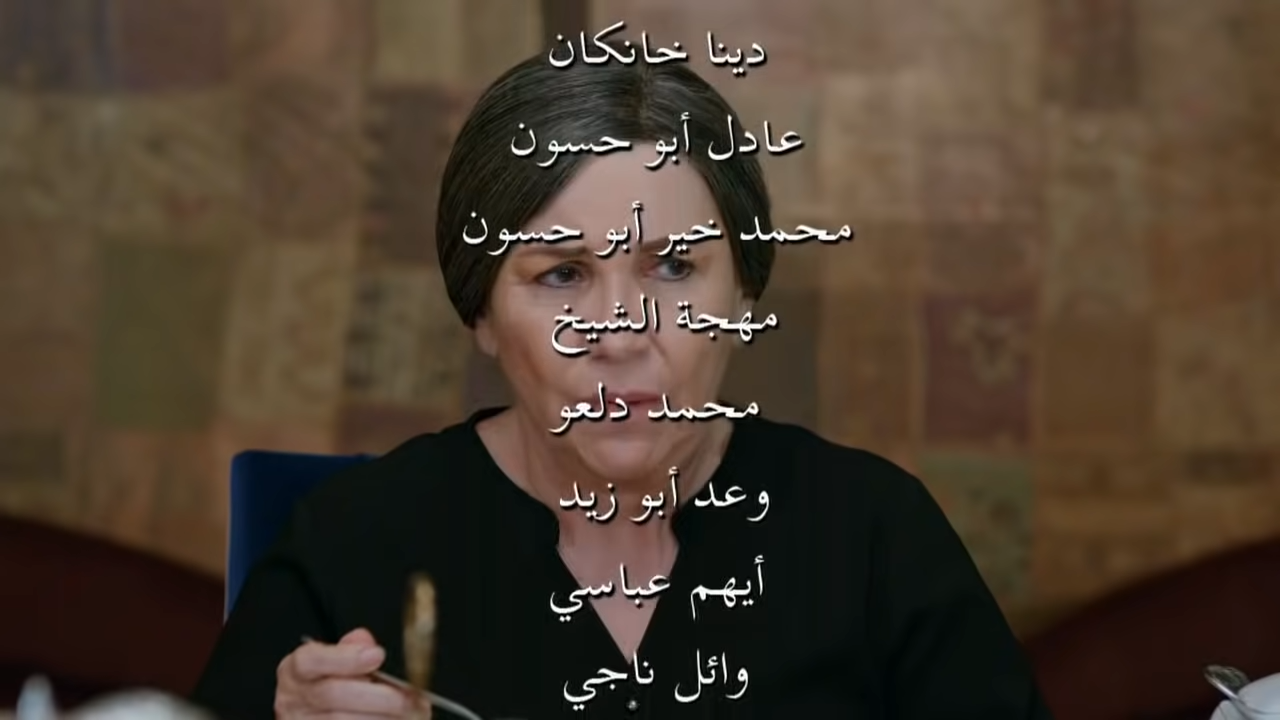 دينا خانكان
عادل أبو حسون
محمد خير أبو حسون
مهجة الشيخ
محمد دلعو
وعد أبو زيد
أيهم عباسي
وائل ناجي